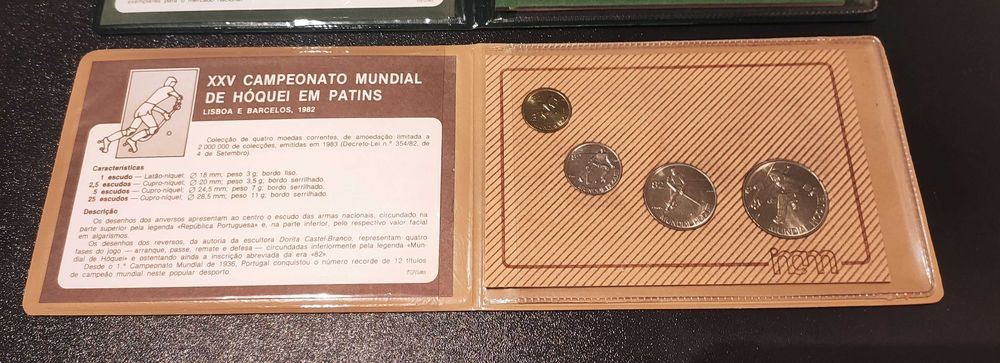 exemplares para o mercado nacional.
XXV CAMPEONATO MUNDIAL
DE HÓQUEI EM PATINS
LISBOA E BARCELOS, 1982
Colecção de quatro moedas correntes, de amoedação limitada a
2 000 000 de colecções, emitidas em 1983 (Decreto-Lei n.º 354/82, de
4 de Setembro).
Características
1 escudo — Latão-níquel; ∅ 18 mm; peso 3 g; bordo liso.
2,5 escudos — Cupro-níquel; ∅ 20 mm; peso 3,5 g; bordo serrilhado.
5 escudos — Cupro-níquel; ∅ 24,5 mm; peso 7 g; bordo serrilhado.
25 escudos — Cupro-níquel; ∅ 28,5 mm; peso 11 g; bordo serrilhado.
Descrição
Os desenhos dos anversos apresentam ao centro o escudo das armas nacionais, circundado na
parte superior pela legenda «República Portuguesa» e, na parte inferior, pelo respectivo valor facial
em algarismos.
Os desenhos dos reversos, da autoria da escultora Dorita Castel-Branco, representam quatro
fases do jogo — arranque, passe, remate e defesa — circundadas inferiormente pela legenda «Mun-
dial de Hóquei» e ostentando ainda a inscrição abreviada da era «82».
Desde o 1.º Campeonato Mundial de 1936, Portugal conquistou o número recorde de 12 títulos
de campeão mundial neste popular desporto.
incm
82